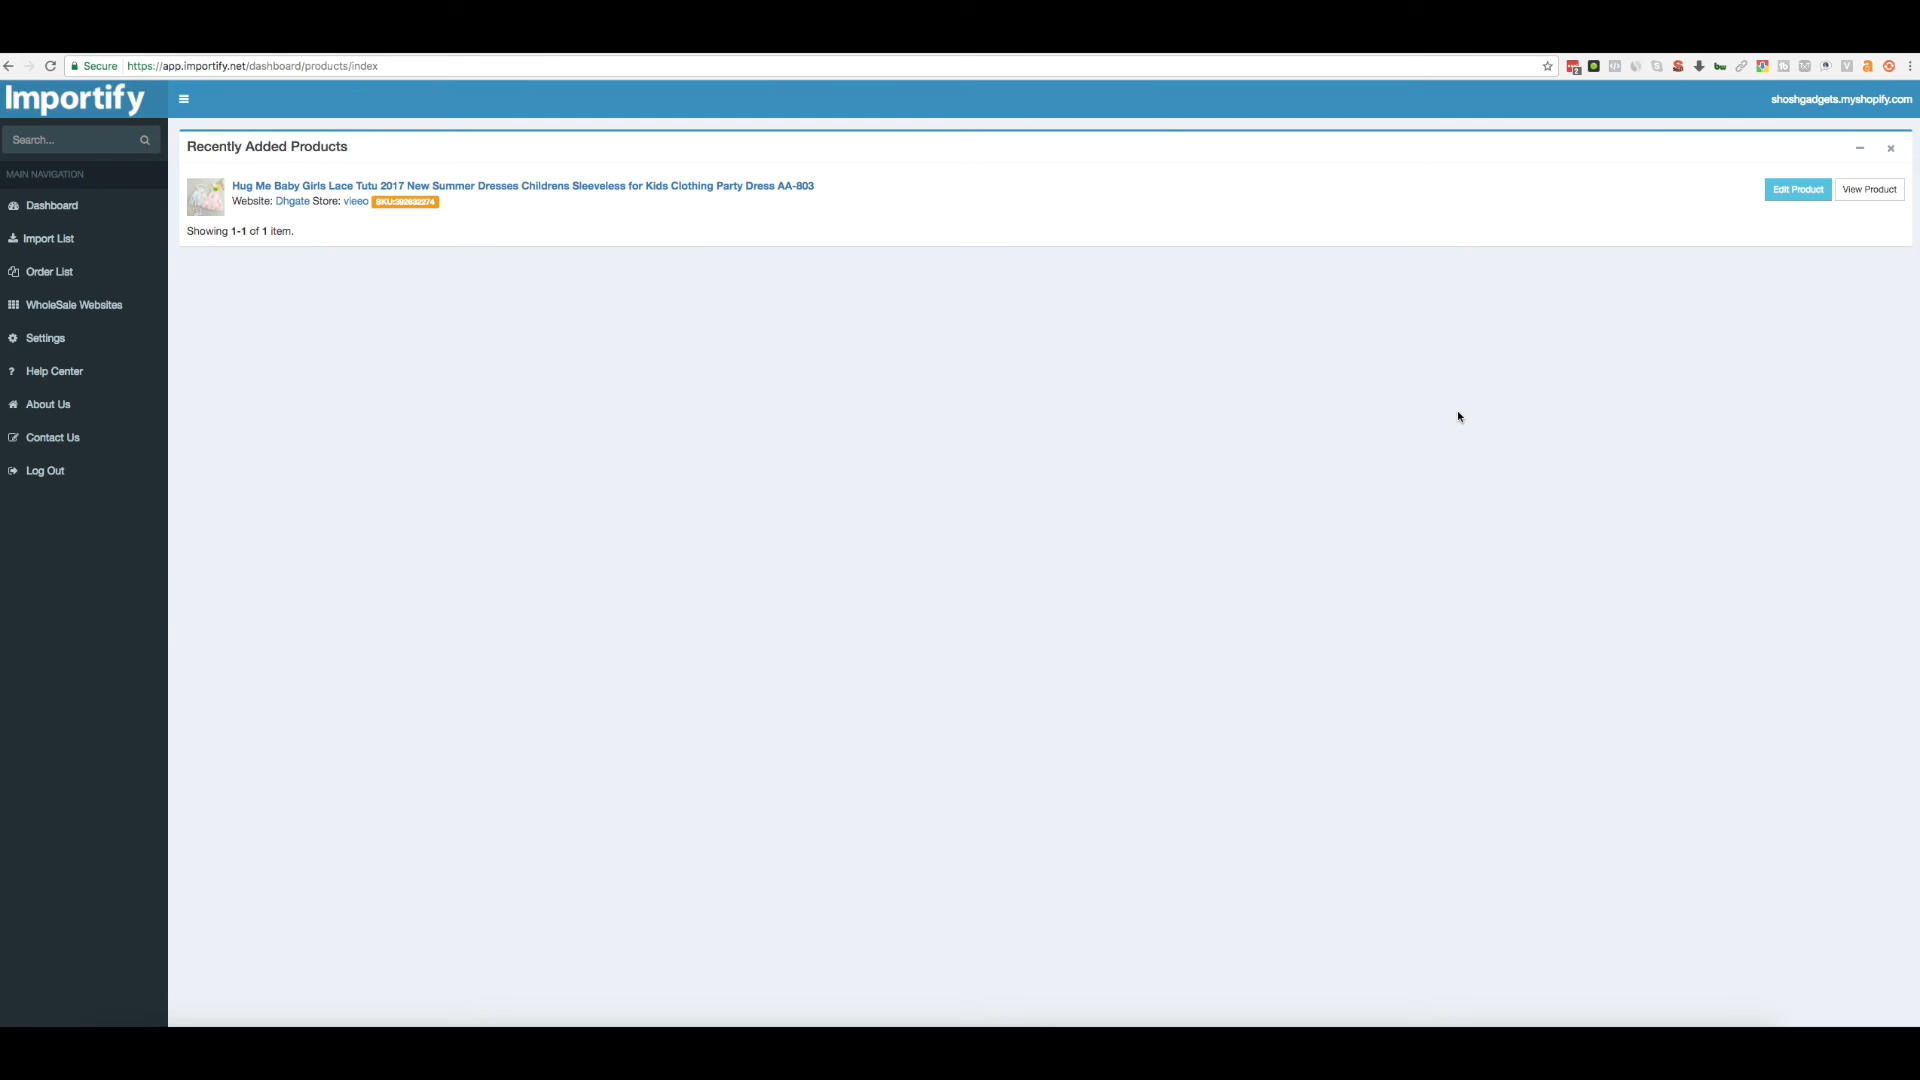 Secure https://app.importify.net/dashboard/products/index
Importify
shoshgadgets.myshopify.com
Search...
MAIN NAVIGATION
Dashboard
Import List
Order List
WholeSale Websites
Settings
Help Center
About Us
Contact Us
Log Out
Recently Added Products
Hug Me Baby Girls Lace Tutu 2017 New Summer Dresses Childrens Sleeveless for Kids Clothing Party Dress AA-803
Website: Dhgate Store: vieeo SKU:392632274
Edit Product View Product
Showing 1-1 of 1 item.